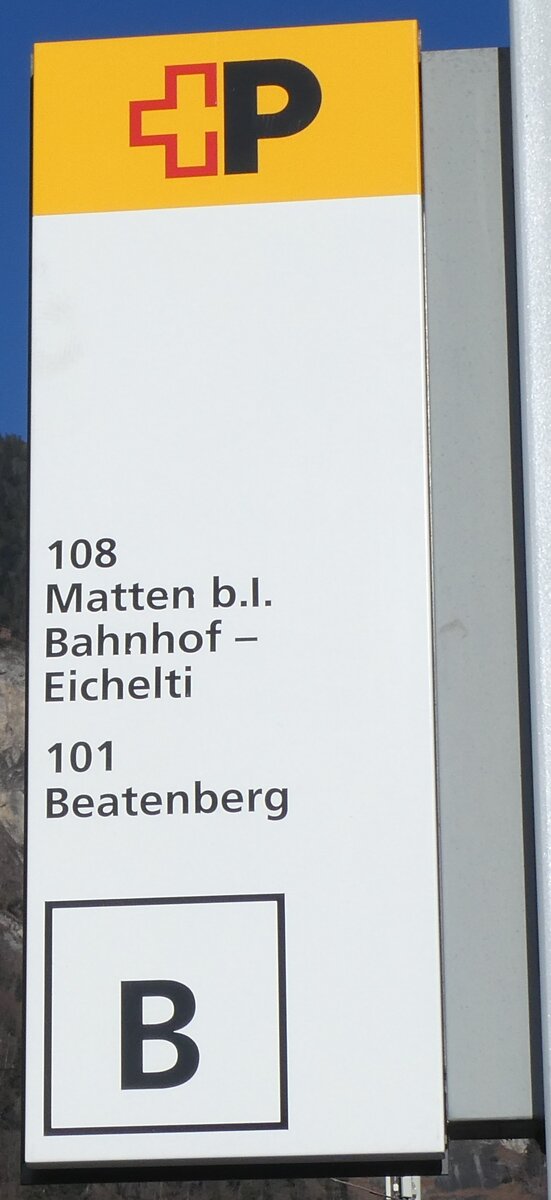 P
108
Matten b.I.
Bahnhof –
Eichelti
101
Beatenberg
B